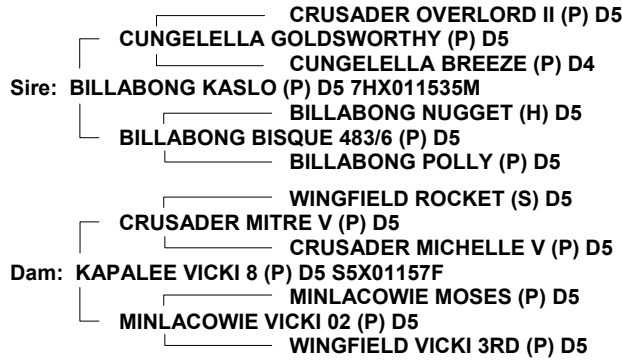 CRUSADER OVERLORD II (P) D5
CUNGELELLA GOLDSWORTHY (P) D5
CUNGELELLA BREEZE (P) D4
Sire: BILLABONG KASLO (P) D5 7HX011535M
BILLABONG NUGGET (H) D5
BILLABONG BISQUE 483/6 (P) D5
BILLABONG POLLY (P) D5
WINGFIELD ROCKET (S) D5
CRUSADER MITRE V (P) D5
CRUSADER MICHELLE V (P) D5
Dam: KAPALEE VICKI 8 (P) D5 S5X01157F
MINLACOWIE MOSES (P) D5
MINLACOWIE VICKI 02 (P) D5
WINGFIELD VICKI 3RD (P) D5